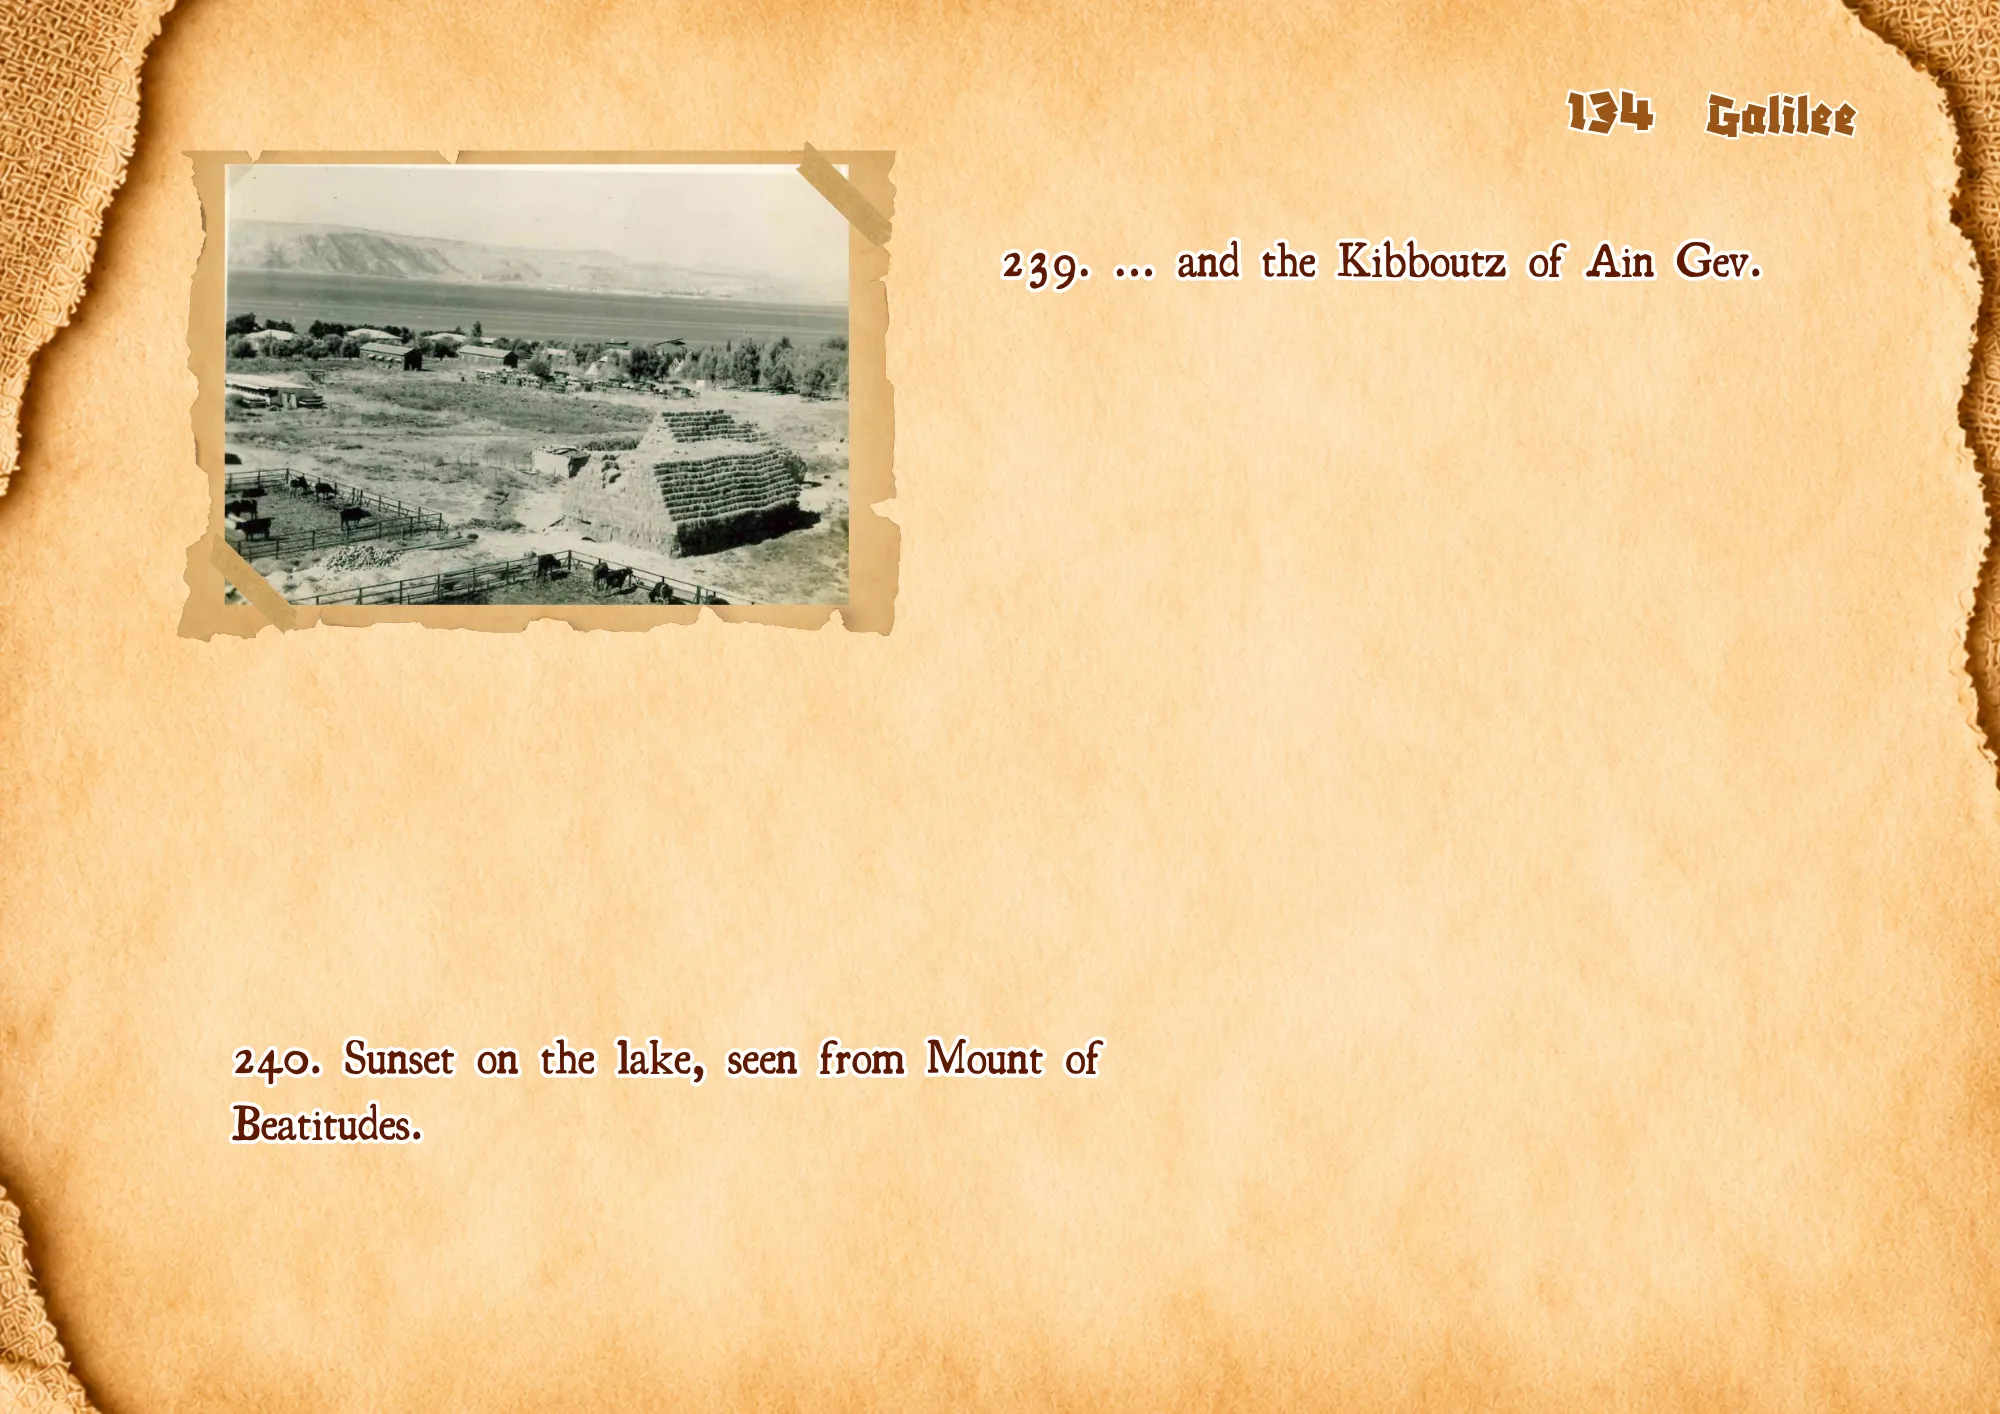 134 Galilee
239. ... and the Kibboutz of Ain Gev.
240. Sunset on the lake, seen from Mount of
Beatitudes.